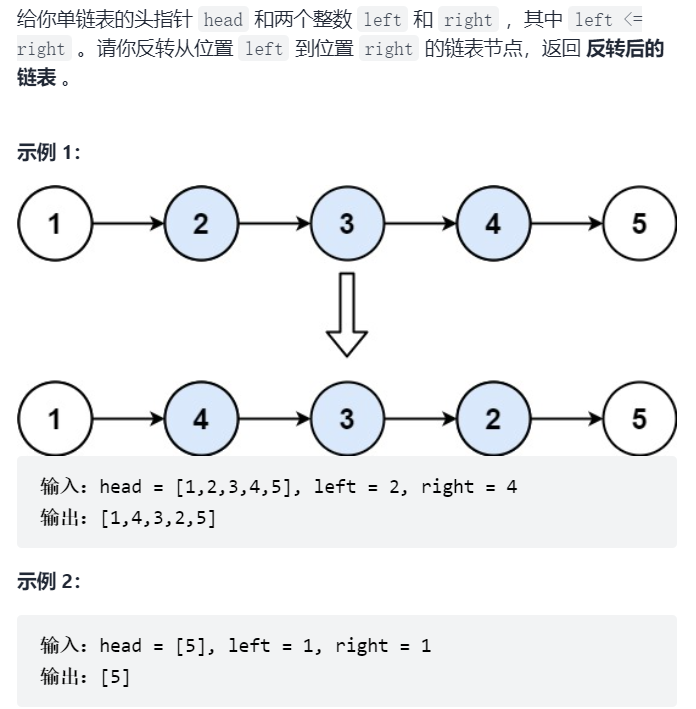 给你单链表的头指针 head 和两个整数 left 和 right ，其中 left <=
right 。请你反转从位置 left 到位置 right 的链表节点，返回 反转后的
链表 。
示例 1：
1 2 3 4 5
1 4 3 2 5
输入：head = [1,2,3,4,5], left = 2, right = 4
输出：[1,4,3,2,5]
示例 2：
输入：head = [5], left = 1, right = 1
输出：[5]